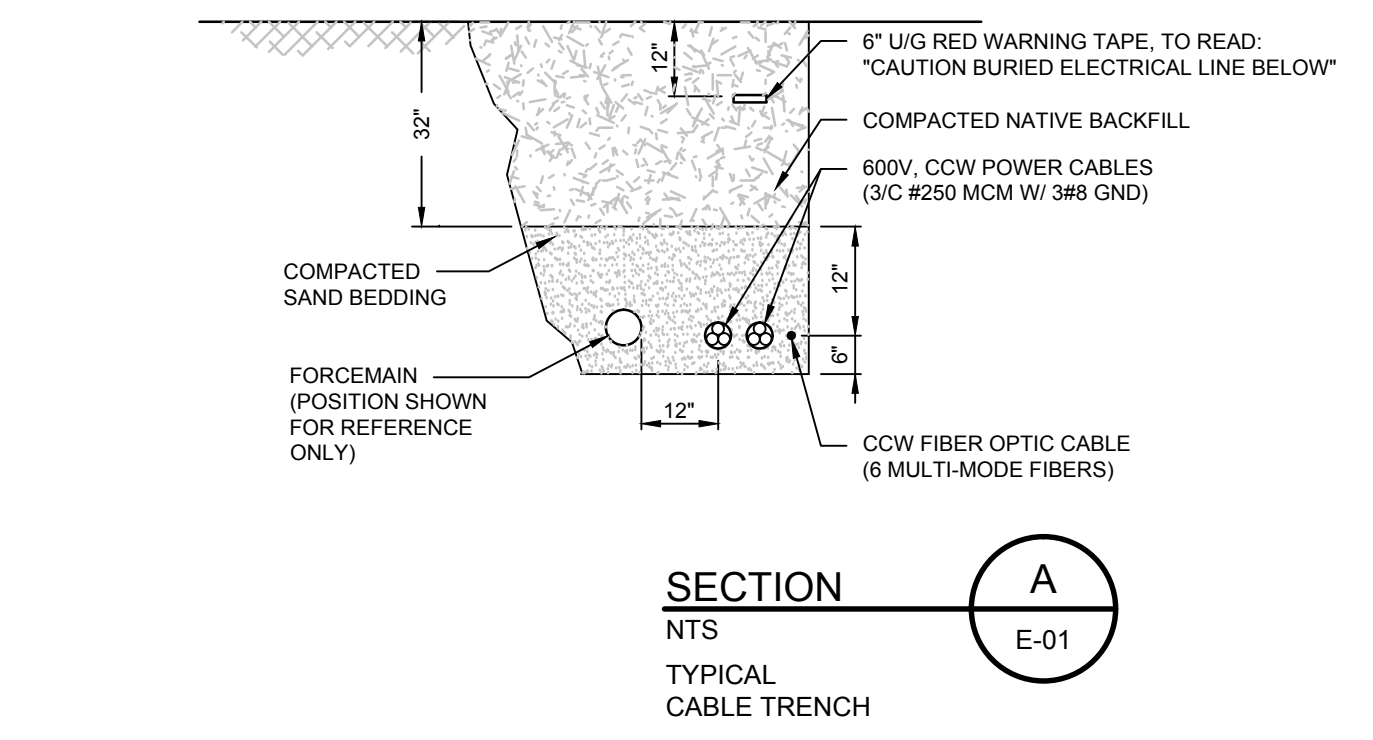 12"
6" U/G RED WARNING TAPE, TO READ:
"CAUTION BURIED ELECTRICAL LINE BELOW"
32"
COMPACTED NATIVE BACKFILL
600V, CCW POWER CABLES
(3/C #250 MCM W/ 3#8 GND)
COMPACTED
SAND BEDDING
12"
6"
FORCEMAIN
(POSITION SHOWN
FOR REFERENCE
ONLY)
12"
CCW FIBER OPTIC CABLE
(6 MULTI-MODE FIBERS)
SECTION
A
NTS
E-01
TYPICAL
CABLE TRENCH